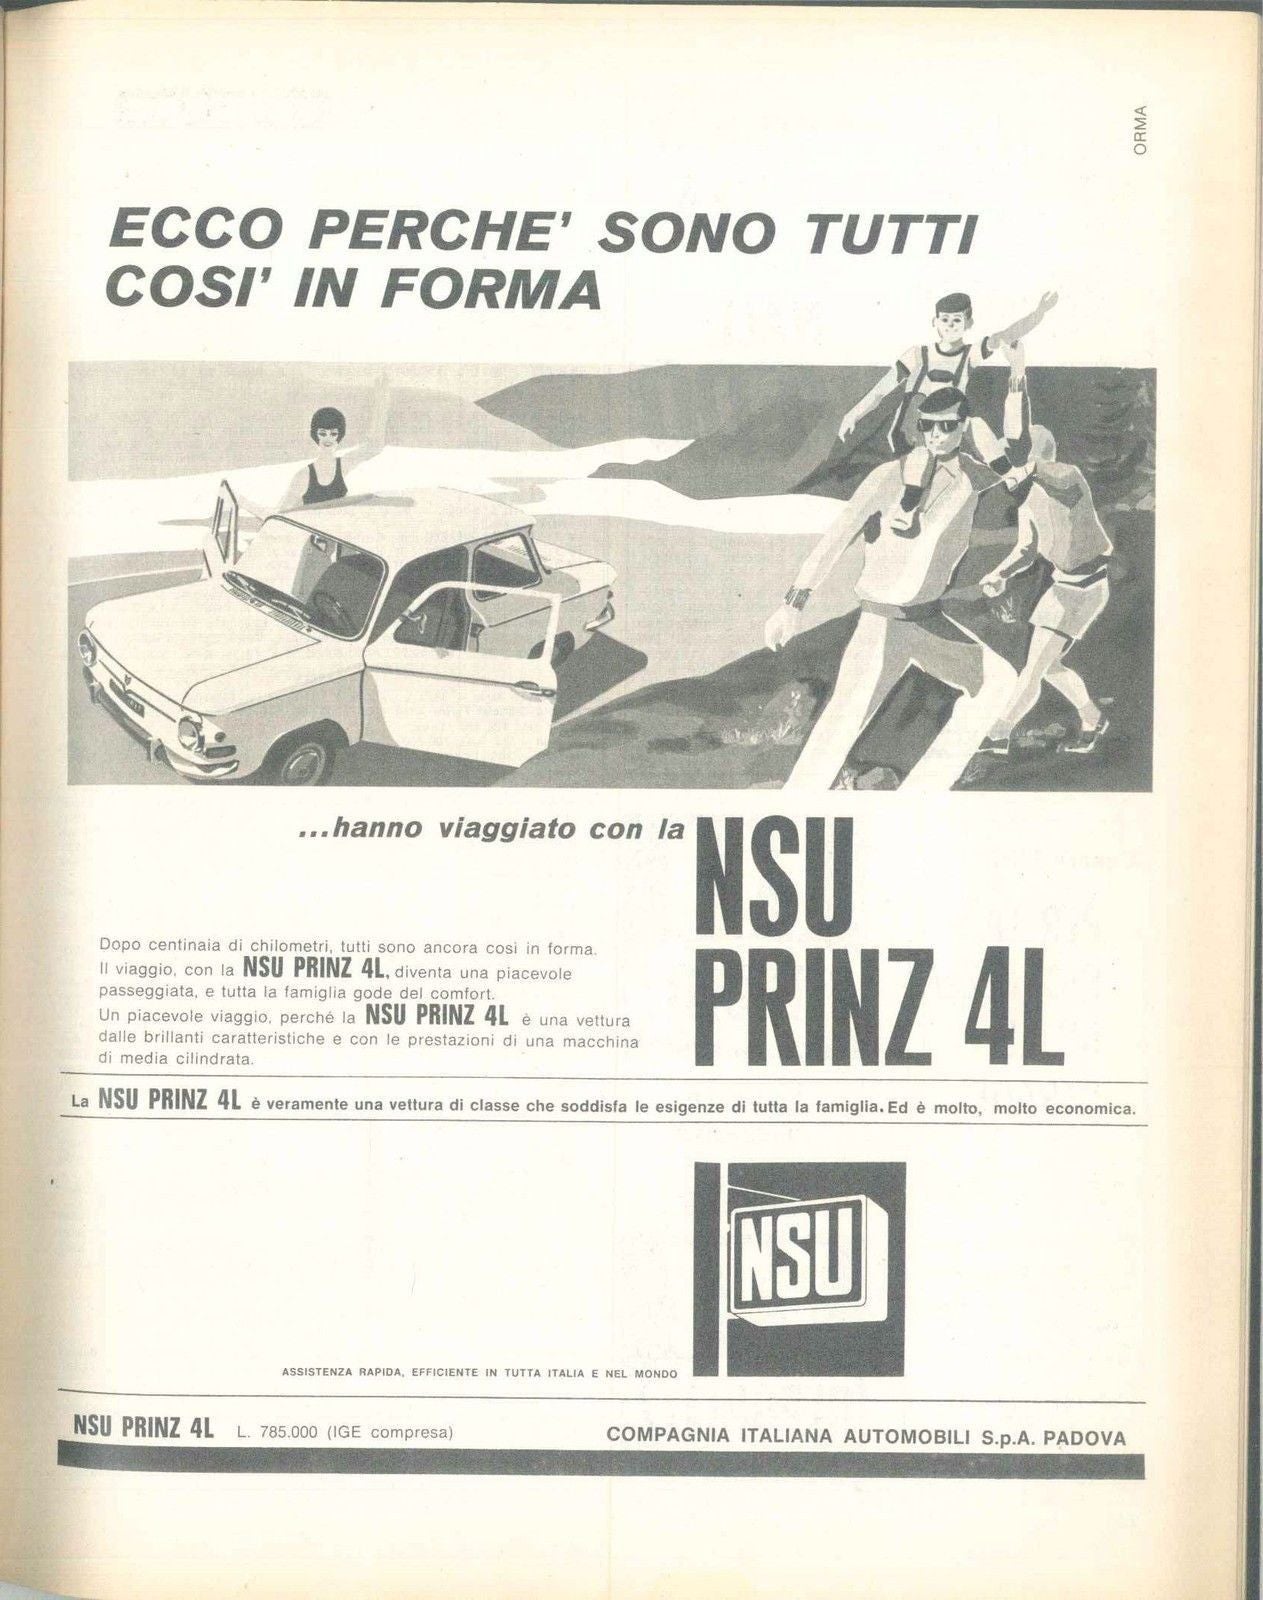 ORMA
ECCO PERCHE' SONO TUTTI
COSI' IN FORMA
...hanno viaggiato con la
NSU
PRINZ 4L
Dopo centinaia di chilometri, tutti sono ancora così in forma.
Il viaggio, con la NSU PRINZ 4L, diventa una piacevole
passeggiata, e tutta la famiglia gode del comfort.
Un piacevole viaggio, perché la NSU PRINZ 4L è una vettura
dalle brillanti caratteristiche e con le prestazioni di una macchina
di media cilindrata.
La NSU PRINZ 4L è veramente una vettura di classe che soddisfa le esigenze di tutta la famiglia. Ed è molto, molto economica.
NSU
ASSISTENZA RAPIDA, EFFICIENTE IN TUTTA ITALIA E NEL MONDO
NSU PRINZ 4L L. 785.000 (IGE compresa) COMPAGNIA ITALIANA AUTOMOBILI S.p.A. PADOVA